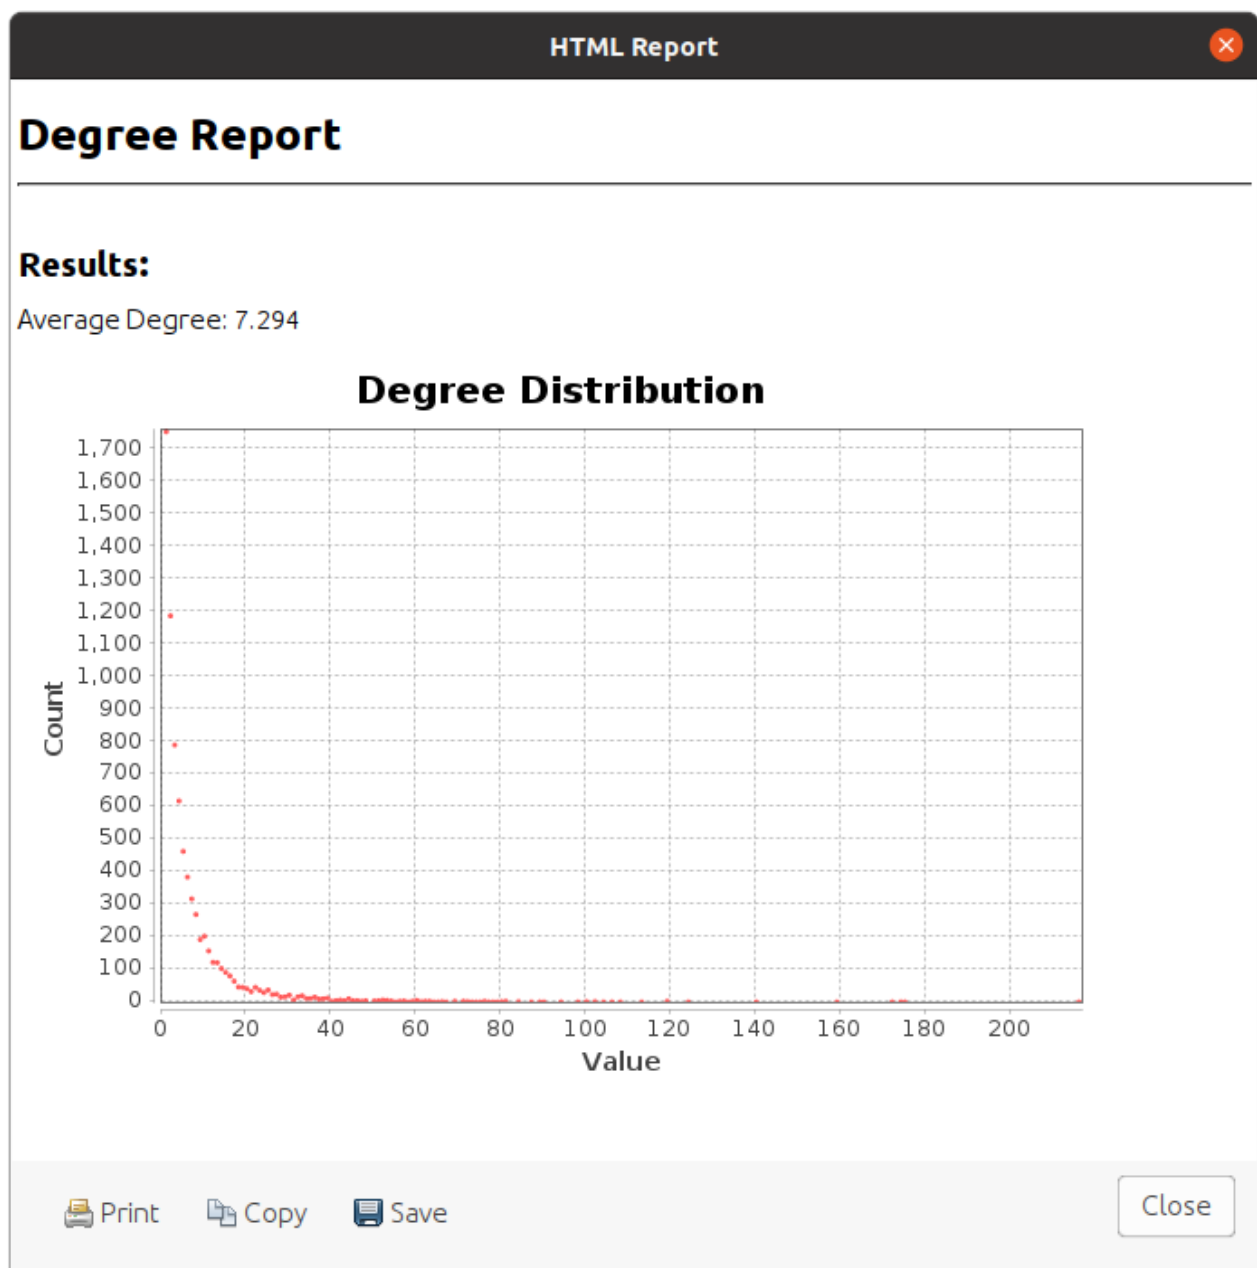 HTML Report
Degree Report
Results:
Average Degree: 7.294
Degree Distribution
1,700
1,600
1,500
1,400
1,300
1,200
1,100
1,000
900
800
700
600
500
400
300
200
100
0
Count
0 20 40 60 80 100 120 140 160 180 200
Value
Print Copy Save Close